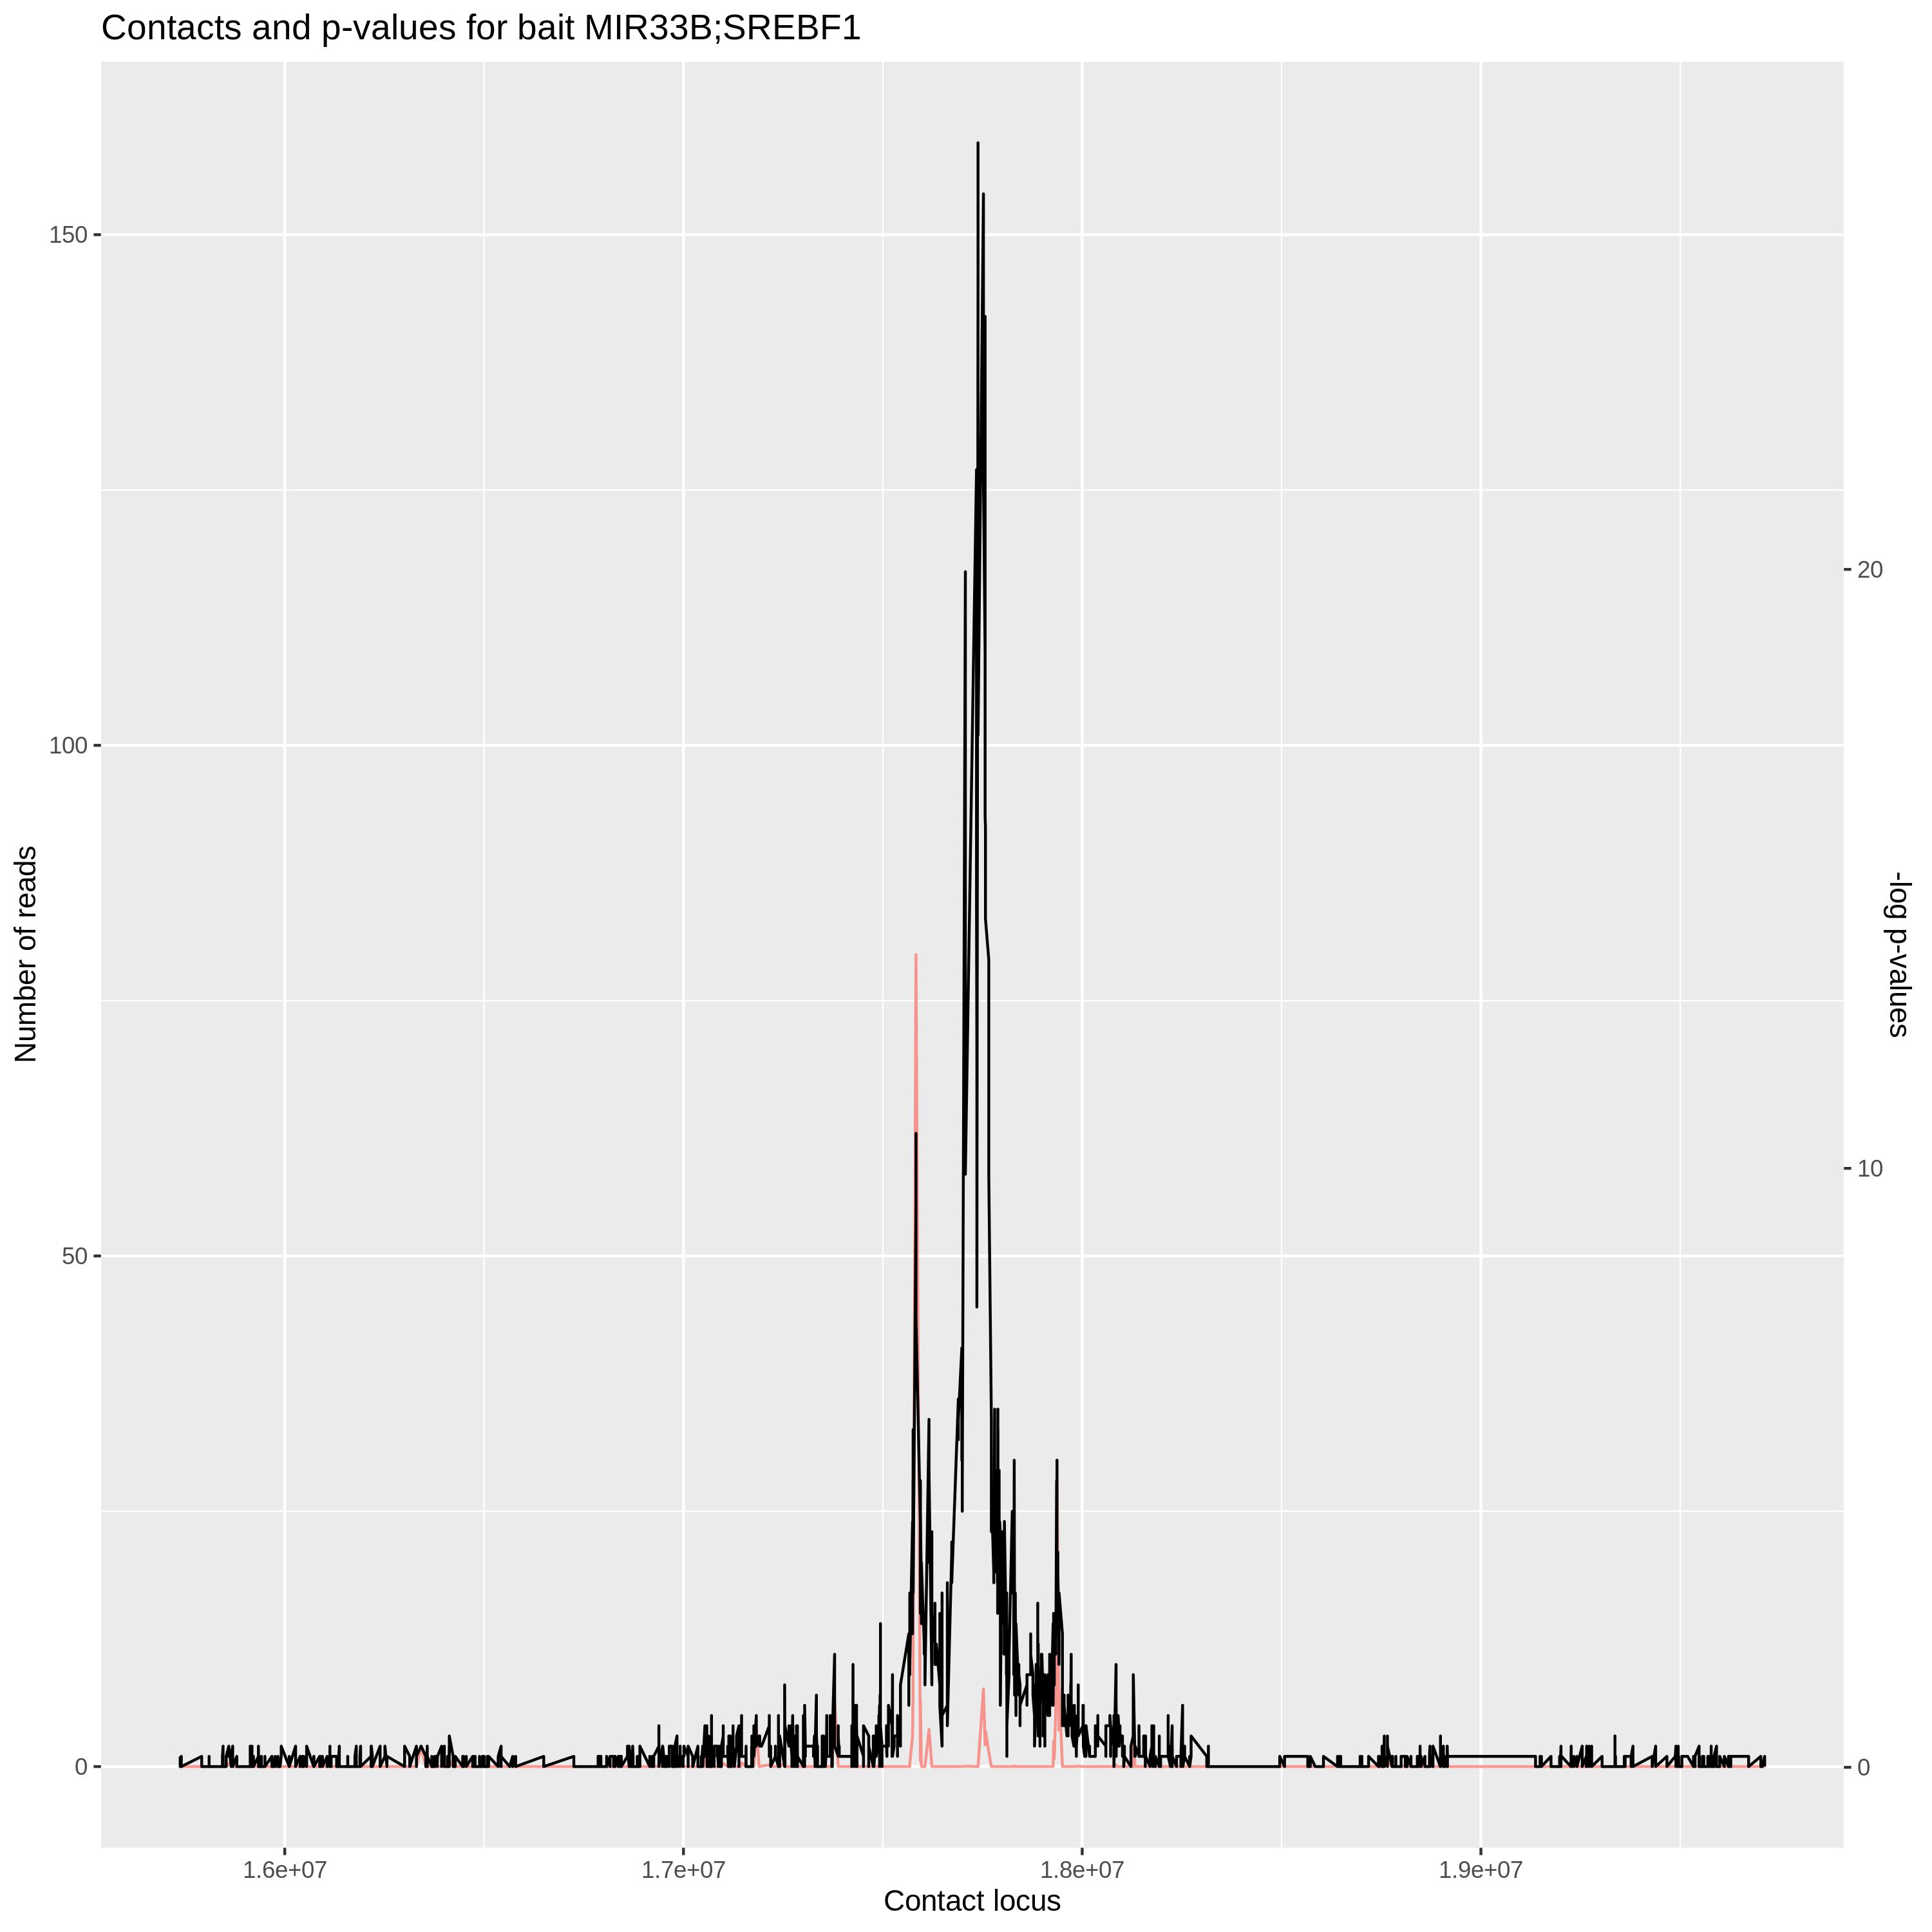 Contacts and p-values for bait MIR33B;SREBF1
150
100
50
0
Number of reads
20
10
0
-log p-values
1.6e+07
1.7e+07
1.8e+07
1.9e+07
Contact locus